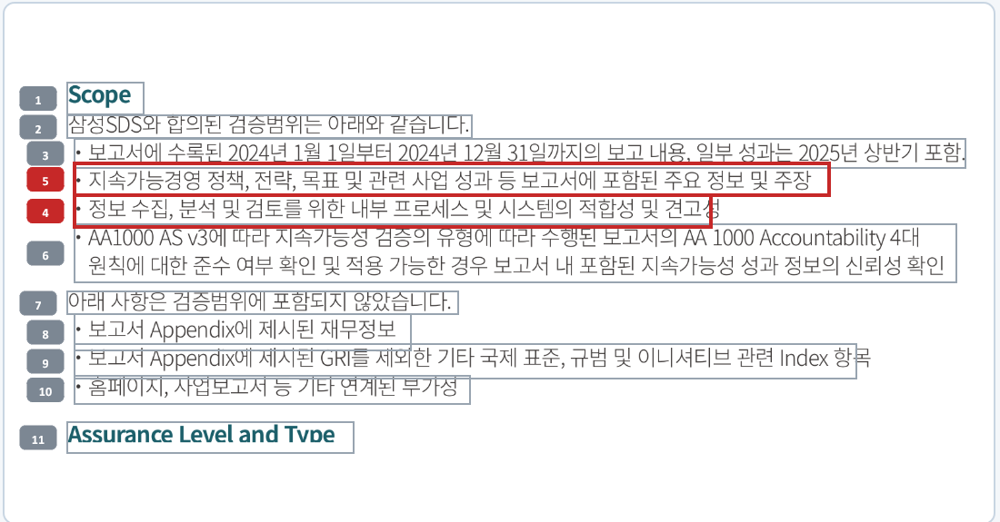 1 Scope
2 삼성SDS와 합의된 검증범위는 아래와 같습니다.
3 • 보고서에 수록된 2024년 1월 1일부터 2024년 12월 31일까지의 보고 내용, 일부 성과는 2025년 상반기 포함.
5 • 지속가능경영 정책, 전략, 목표 및 관련 사업 성과 등 보고서에 포함된 주요 정보 및 주장
4 • 정보 수집, 분석 및 검토를 위한 내부 프로세스 및 시스템의 적합성 및 견고성
6 • AA1000 AS v3에 따라 지속가능성 검증의 유형에 따라 수행된 보고서의 AA 1000 Accountability 4대
원칙에 대한 준수 여부 확인 및 적용 가능한 경우 보고서 내 포함된 지속가능성 성과 정보의 신뢰성 확인
7 아래 사항은 검증범위에 포함되지 않았습니다.
8 • 보고서 Appendix에 제시된 재무정보
9 • 보고서 Appendix에 제시된 GRI를 제외한 기타 국제 표준, 규범 및 이니셔티브 관련 Index 항목
10 • 홈페이지, 사업보고서 등 기타 연계된 부가정
11 Assurance Level and Type